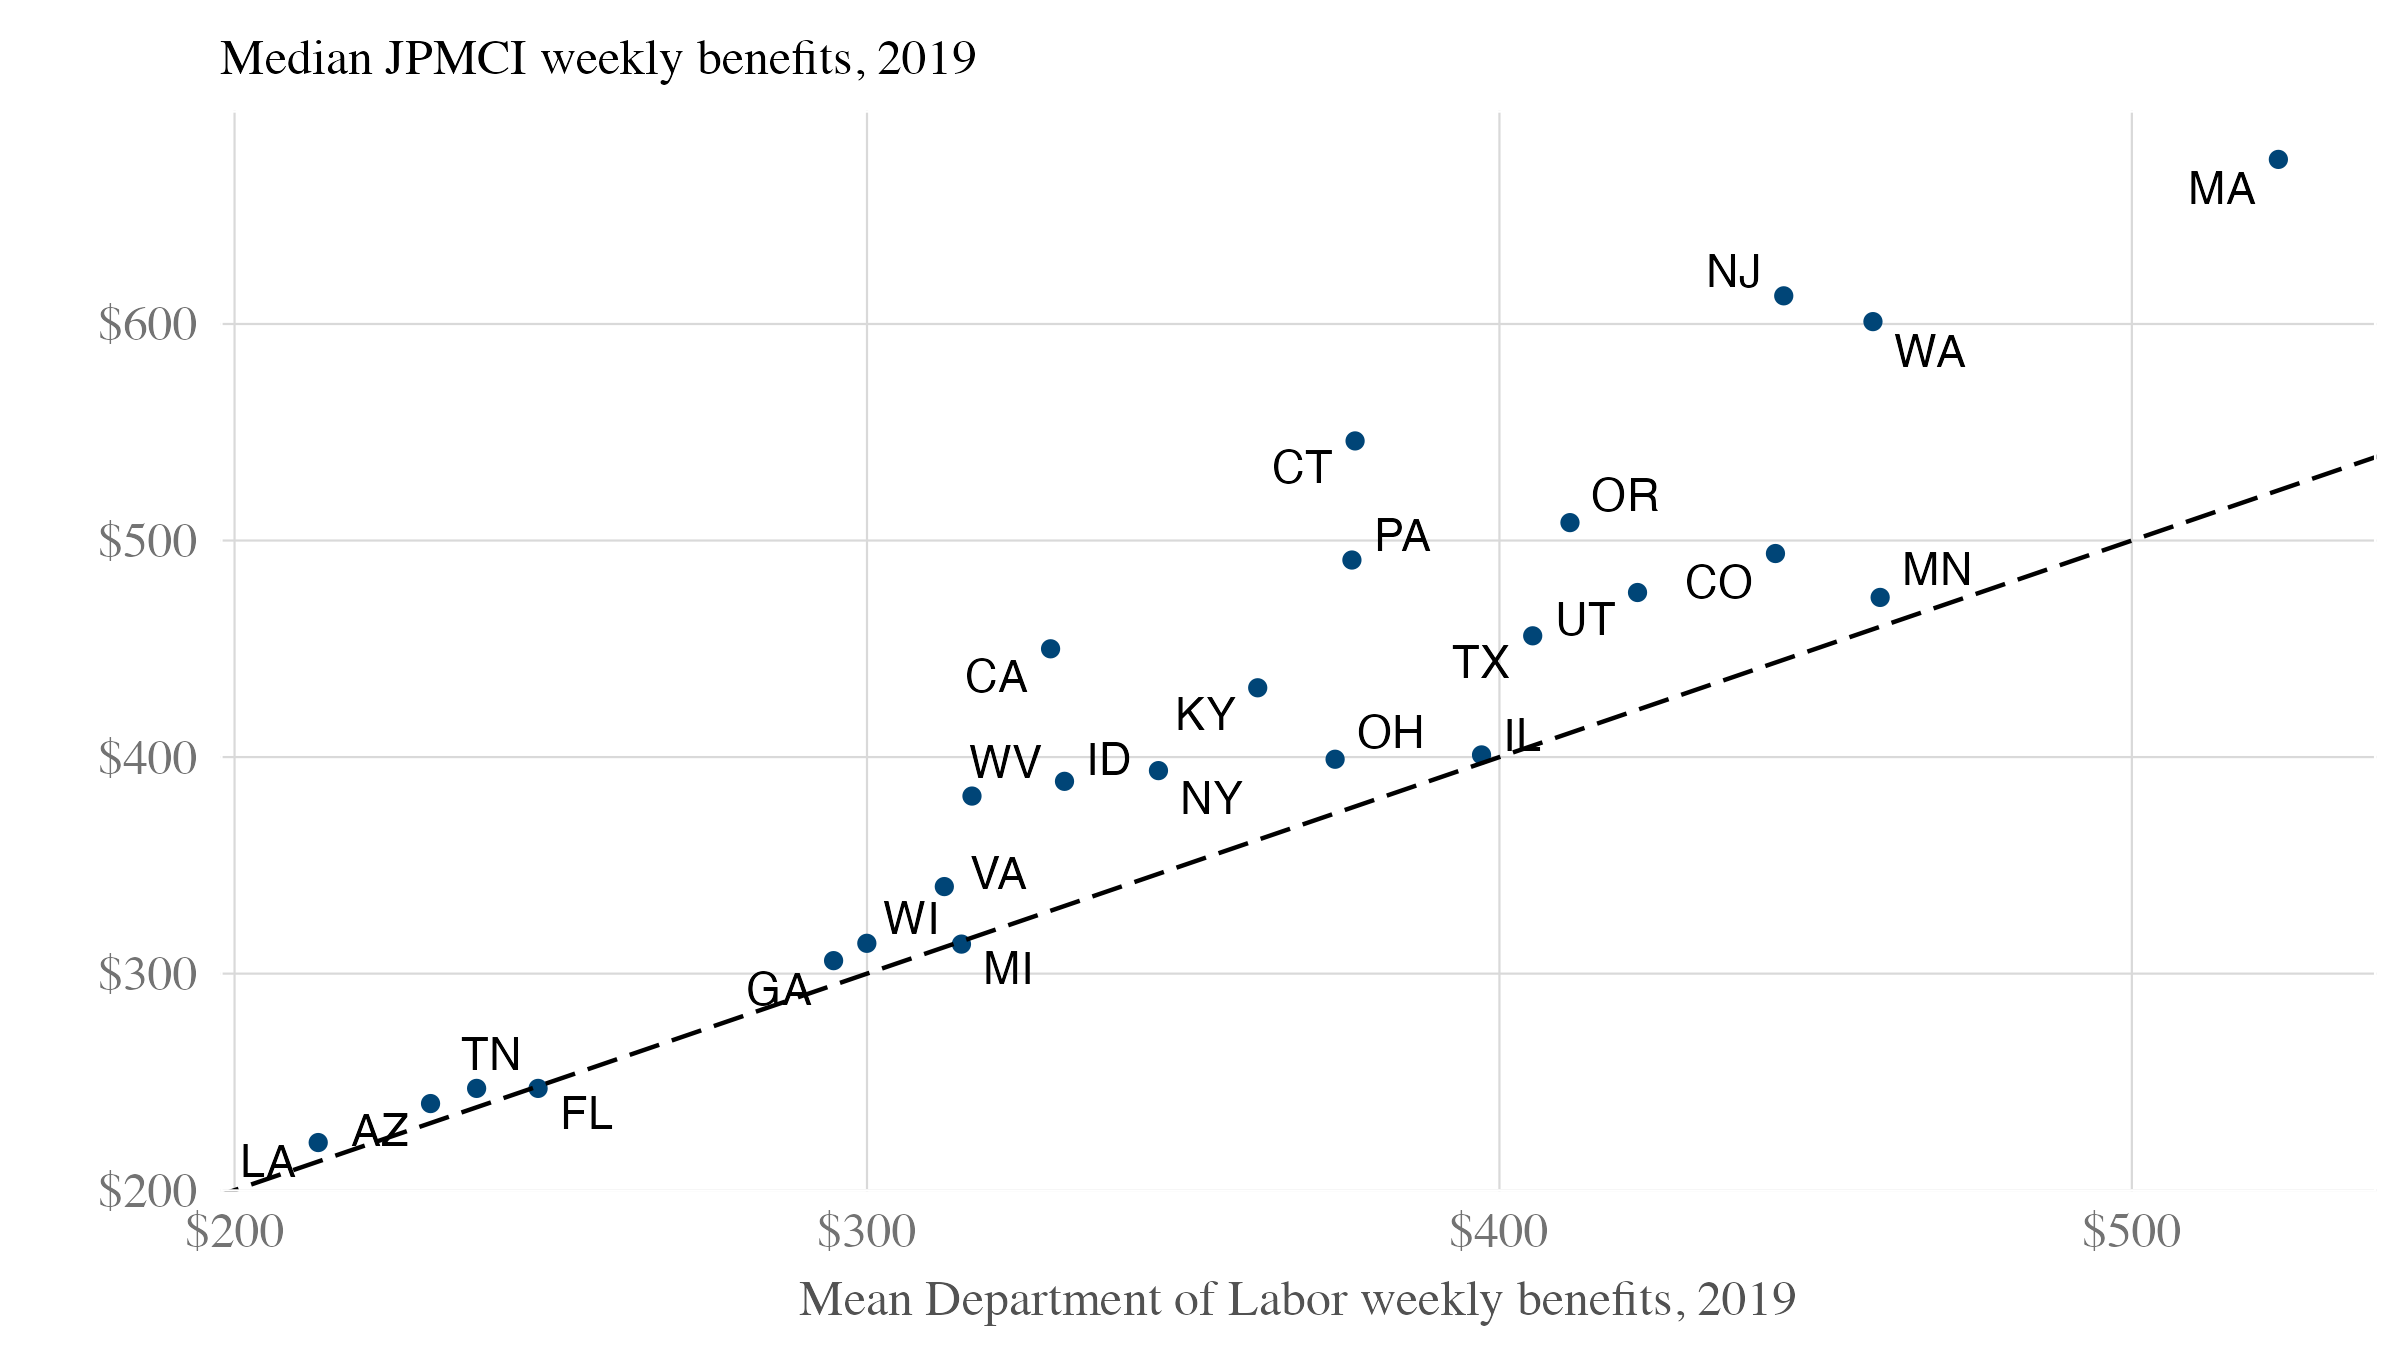 Median JPMCI weekly benefits, 2019
MA
NJ
$600
WA
CT
OR
$500
PA
MN
CO
UT
TX
CA
KY
OH
IL
$400
WV
ID
NY
VA
WI
MI
$300
GA
TN
FL
AZ
LA
$200
$200 $300 $400 $500
Mean Department of Labor weekly benefits, 2019